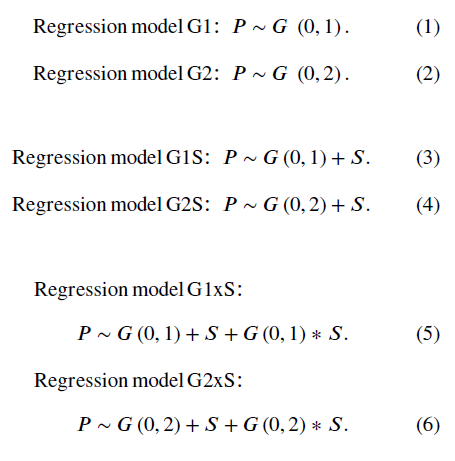 Regression model G1: P ~ G (0, 1). (1)
Regression model G2: P ~ G (0, 2). (2)
Regression model G1S: P ~ G (0, 1) + S. (3)
Regression model G2S: P ~ G (0, 2) + S. (4)
Regression model G1xS:
P ~ G (0, 1) + S + G (0, 1) * S. (5)
Regression model G2xS:
P ~ G (0, 2) + S + G (0, 2) * S. (6)